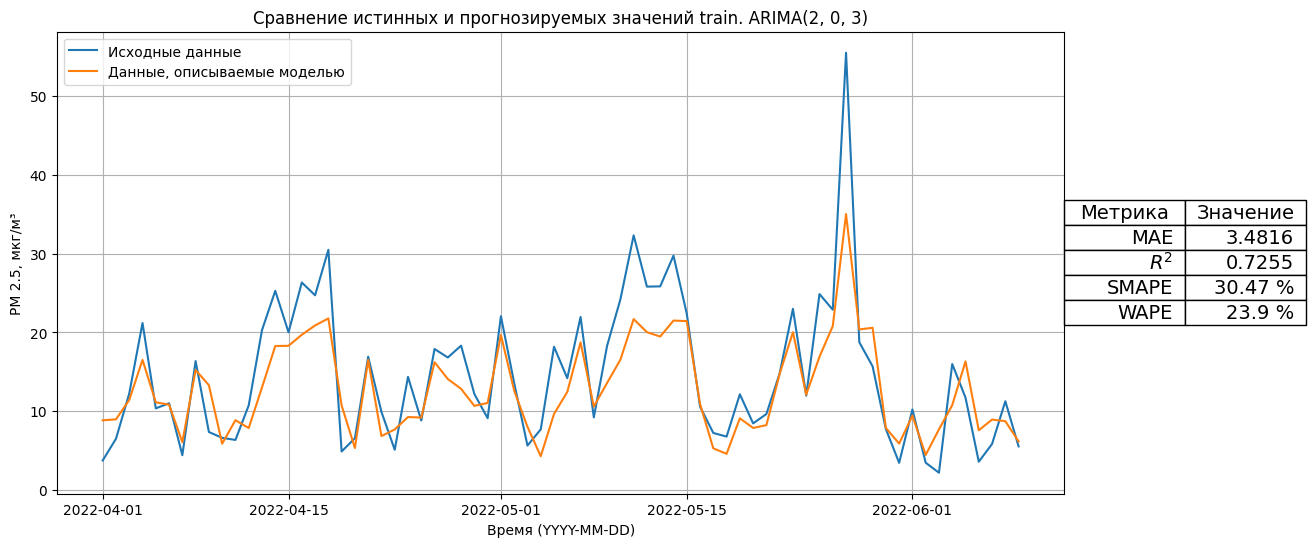 Сравнение истинных и прогнозируемых значений train. ARIMA(2, 0, 3)
Исходные данные
Данные, описываемые моделью
PM 2.5, мкг/м³
50
40
30
20
10
0
2022-04-01 2022-04-15 2022-05-01 2022-05-15 2022-06-01
Время (YYYY-MM-DD)
Метрика Значение
MAE 3.4816
R² 0.7255
SMAPE 30.47 %
WAPE 23.9 %